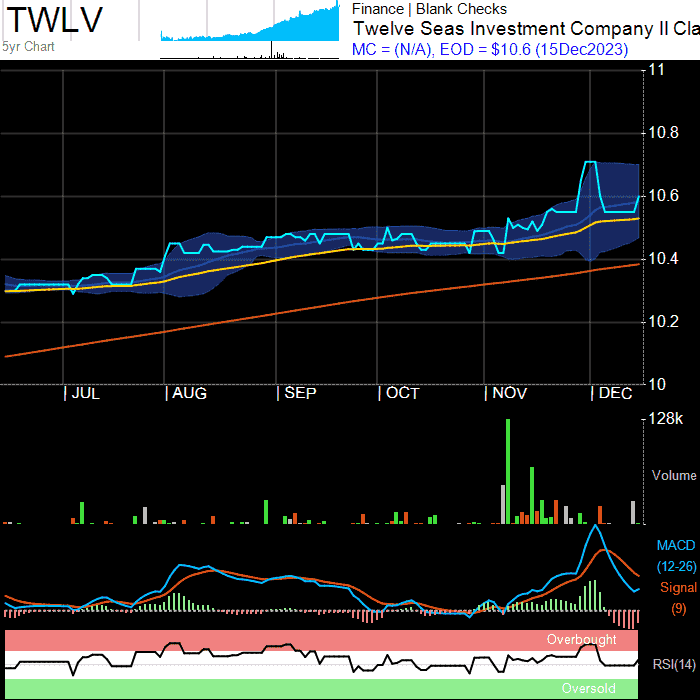 TWLV
5yr Chart
Finance | Blank Checks
Twelve Seas Investment Company II Cla
MC = (N/A), EOD = $10.6 (15Dec2023)
11
10.8
10.6
10.4
10.2
10
JUL AUG SEP OCT NOV DEC
128k
Volume
MACD
(12-26)
Signal
(9)
Overbought
RSI(14)
Oversold